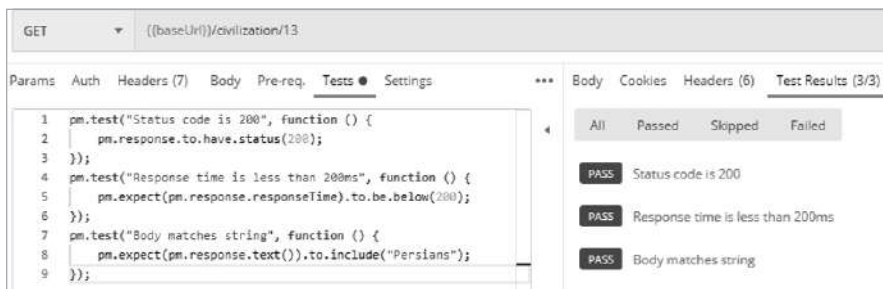 GET {{baseUrl}}/civilization/13
Params Auth Headers (7) Body Pre-req. Tests Settings
1 pm.test("Status code is 200", function () {
2 pm.response.to.have.status(200);
3 });
4 pm.test("Response time is less than 200ms", function () {
5 pm.expect(pm.response.responseTime).to.be.below(200);
6 });
7 pm.test("Body matches string", function () {
8 pm.expect(pm.response.text()).to.include("Persians");
9 });
Body Cookies Headers (6) Test Results (3/3)
All Passed Skipped Failed
PASS Status code is 200
PASS Response time is less than 200ms
PASS Body matches string